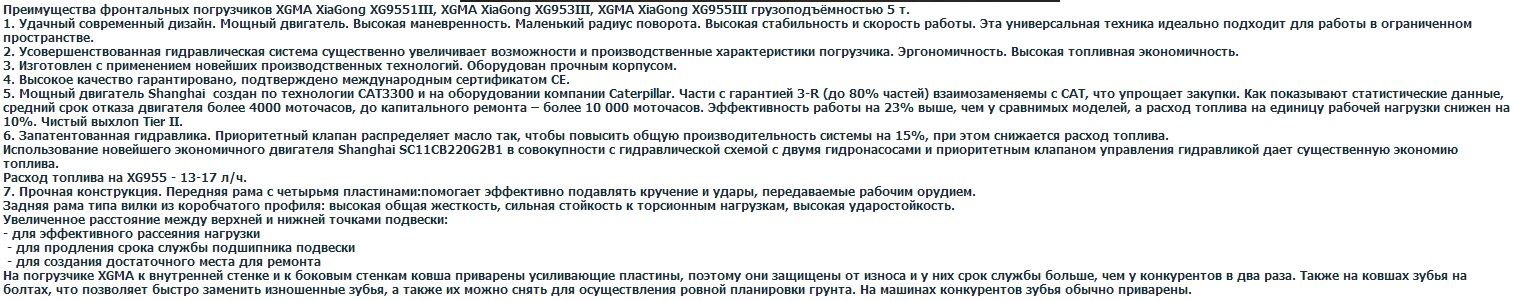 Преимущества фронтальных погрузчиков XGMA XiaGong XG9551III, XGMA XiaGong XG953III, XGMA XiaGong XG955III грузоподъёмностью 5 т.
1. Удачный современный дизайн. Мощный двигатель. Высокая маневренность. Маленький радиус поворота. Высокая стабильность и скорость работы. Эта универсальная техника идеально подходит для работы в ограниченном
пространстве.
2. Усовершенствованная гидравлическая система существенно увеличивает возможности и производственные характеристики погрузчика. Эргономичность. Высокая топливная экономичность.
3. Изготовлен с применением новейших производственных технологий. Оборудован прочным корпусом.
4. Высокое качество гарантировано, подтверждено международным сертификатом CE.
5. Мощный двигатель Shanghai  создан по технологии CAT3300 и на оборудовании компании Caterpillar. Части с гарантией 3-R (до 80% частей) взаимозаменяемы с CAT, что упрощает закупки. Как показывают статистические данные,
средний срок отказа двигателя более 4000 моточасов, до капитального ремонта – более 10 000 моточасов. Эффективность работы на 23% выше, чем у сравнимых моделей, а расход топлива на единицу рабочей нагрузки снижен на
10%. Чистый выхлоп Tier II.
6. Запатентованная гидравлика. Приоритетный клапан распределяет масло так, чтобы повысить общую производительность системы на 15%, при этом снижается расход топлива.
Использование новейшего экономичного двигателя Shanghai SC11CB220G2B1 в совокупности с гидравлической схемой с двумя гидронасосами и приоритетным клапаном управления гидравликой дает существенную экономию
топлива.
Расход топлива на XG955 - 13-17 л/ч.
7. Прочная конструкция. Передняя рама с четырьмя пластинами:помогает эффективно подавлять кручение и удары, передаваемые рабочим орудием.
Задняя рама типа вилки из коробчатого профиля: высокая общая жесткость, сильная стойкость к торсионным нагрузкам, высокая ударостойкость.
Увеличенное расстояние между верхней и нижней точками подвески:
- для эффективного рассеяния нагрузки
- для продления срока службы подшипника подвески
- для создания достаточного места для ремонта
На погрузчике XGMA к внутренней стенке и к боковым стенкам ковша приварены усиливающие пластины, поэтому они защищены от износа и у них срок службы больше, чем у конкурентов в два раза. Также на ковшах зубья на
болтах, что позволяет быстро заменить изношенные зубья, а также их можно снять для осуществления ровной планировки грунта. На машинах конкурентов зубья обычно приварены.